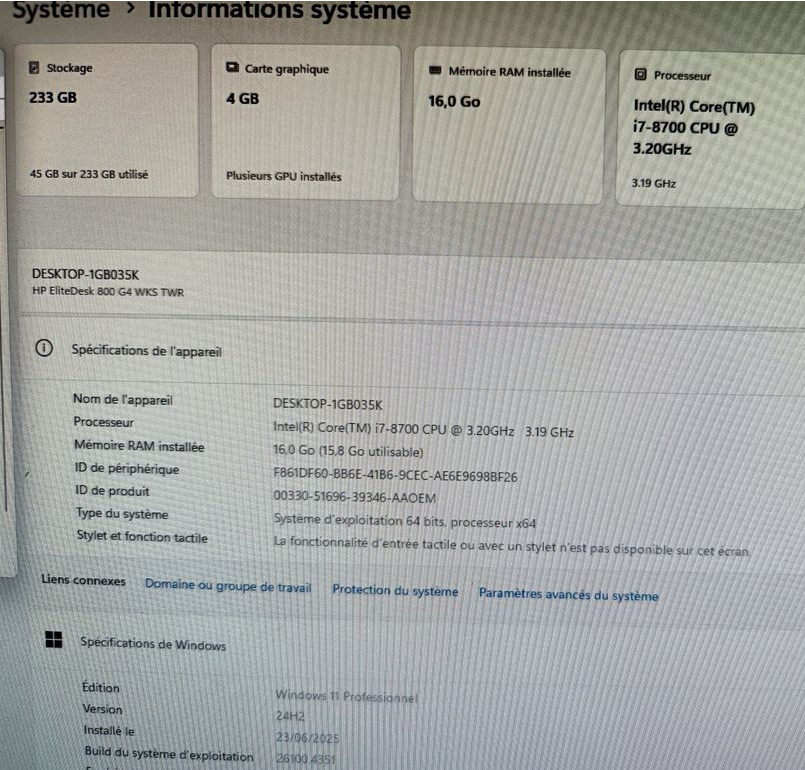 Système > Informations système
Stockage
233 GB
45 GB sur 233 GB utilisé
Carte graphique
4 GB
Plusieurs GPU installés
Mémoire RAM installée
16,0 Go
Processeur
Intel(R) Core(TM)
i7-8700 CPU @
3.20GHz
3.19 GHz
DESKTOP-1GB035K
HP EliteDesk 800 G4 WKS TWR
Spécifications de l'appareil
Nom de l'appareil DESKTOP-1GB035K
Processeur Intel(R) Core(TM) i7-8700 CPU @ 3.20GHz 3.19 GHz
Mémoire RAM installée 16,0 Go (15,8 Go utilisable)
ID de périphérique F861DF60-BB6E-41B6-9CEC-AE6E9698BF26
ID de produit 00330-51696-39346-AAOEM
Type du système Système d'exploitation 64 bits, processeur x64
Stylet et fonction tactile La fonctionnalité d'entrée tactile ou avec un stylet n'est pas disponible sur cet écran
Liens connexes Domaine ou groupe de travail Protection du système Paramètres avancés du système
Spécifications de Windows
Édition Windows 11 Professionnel
Version 24H2
Installé le 23/06/2025
Build du système d'exploitation 26100.4351